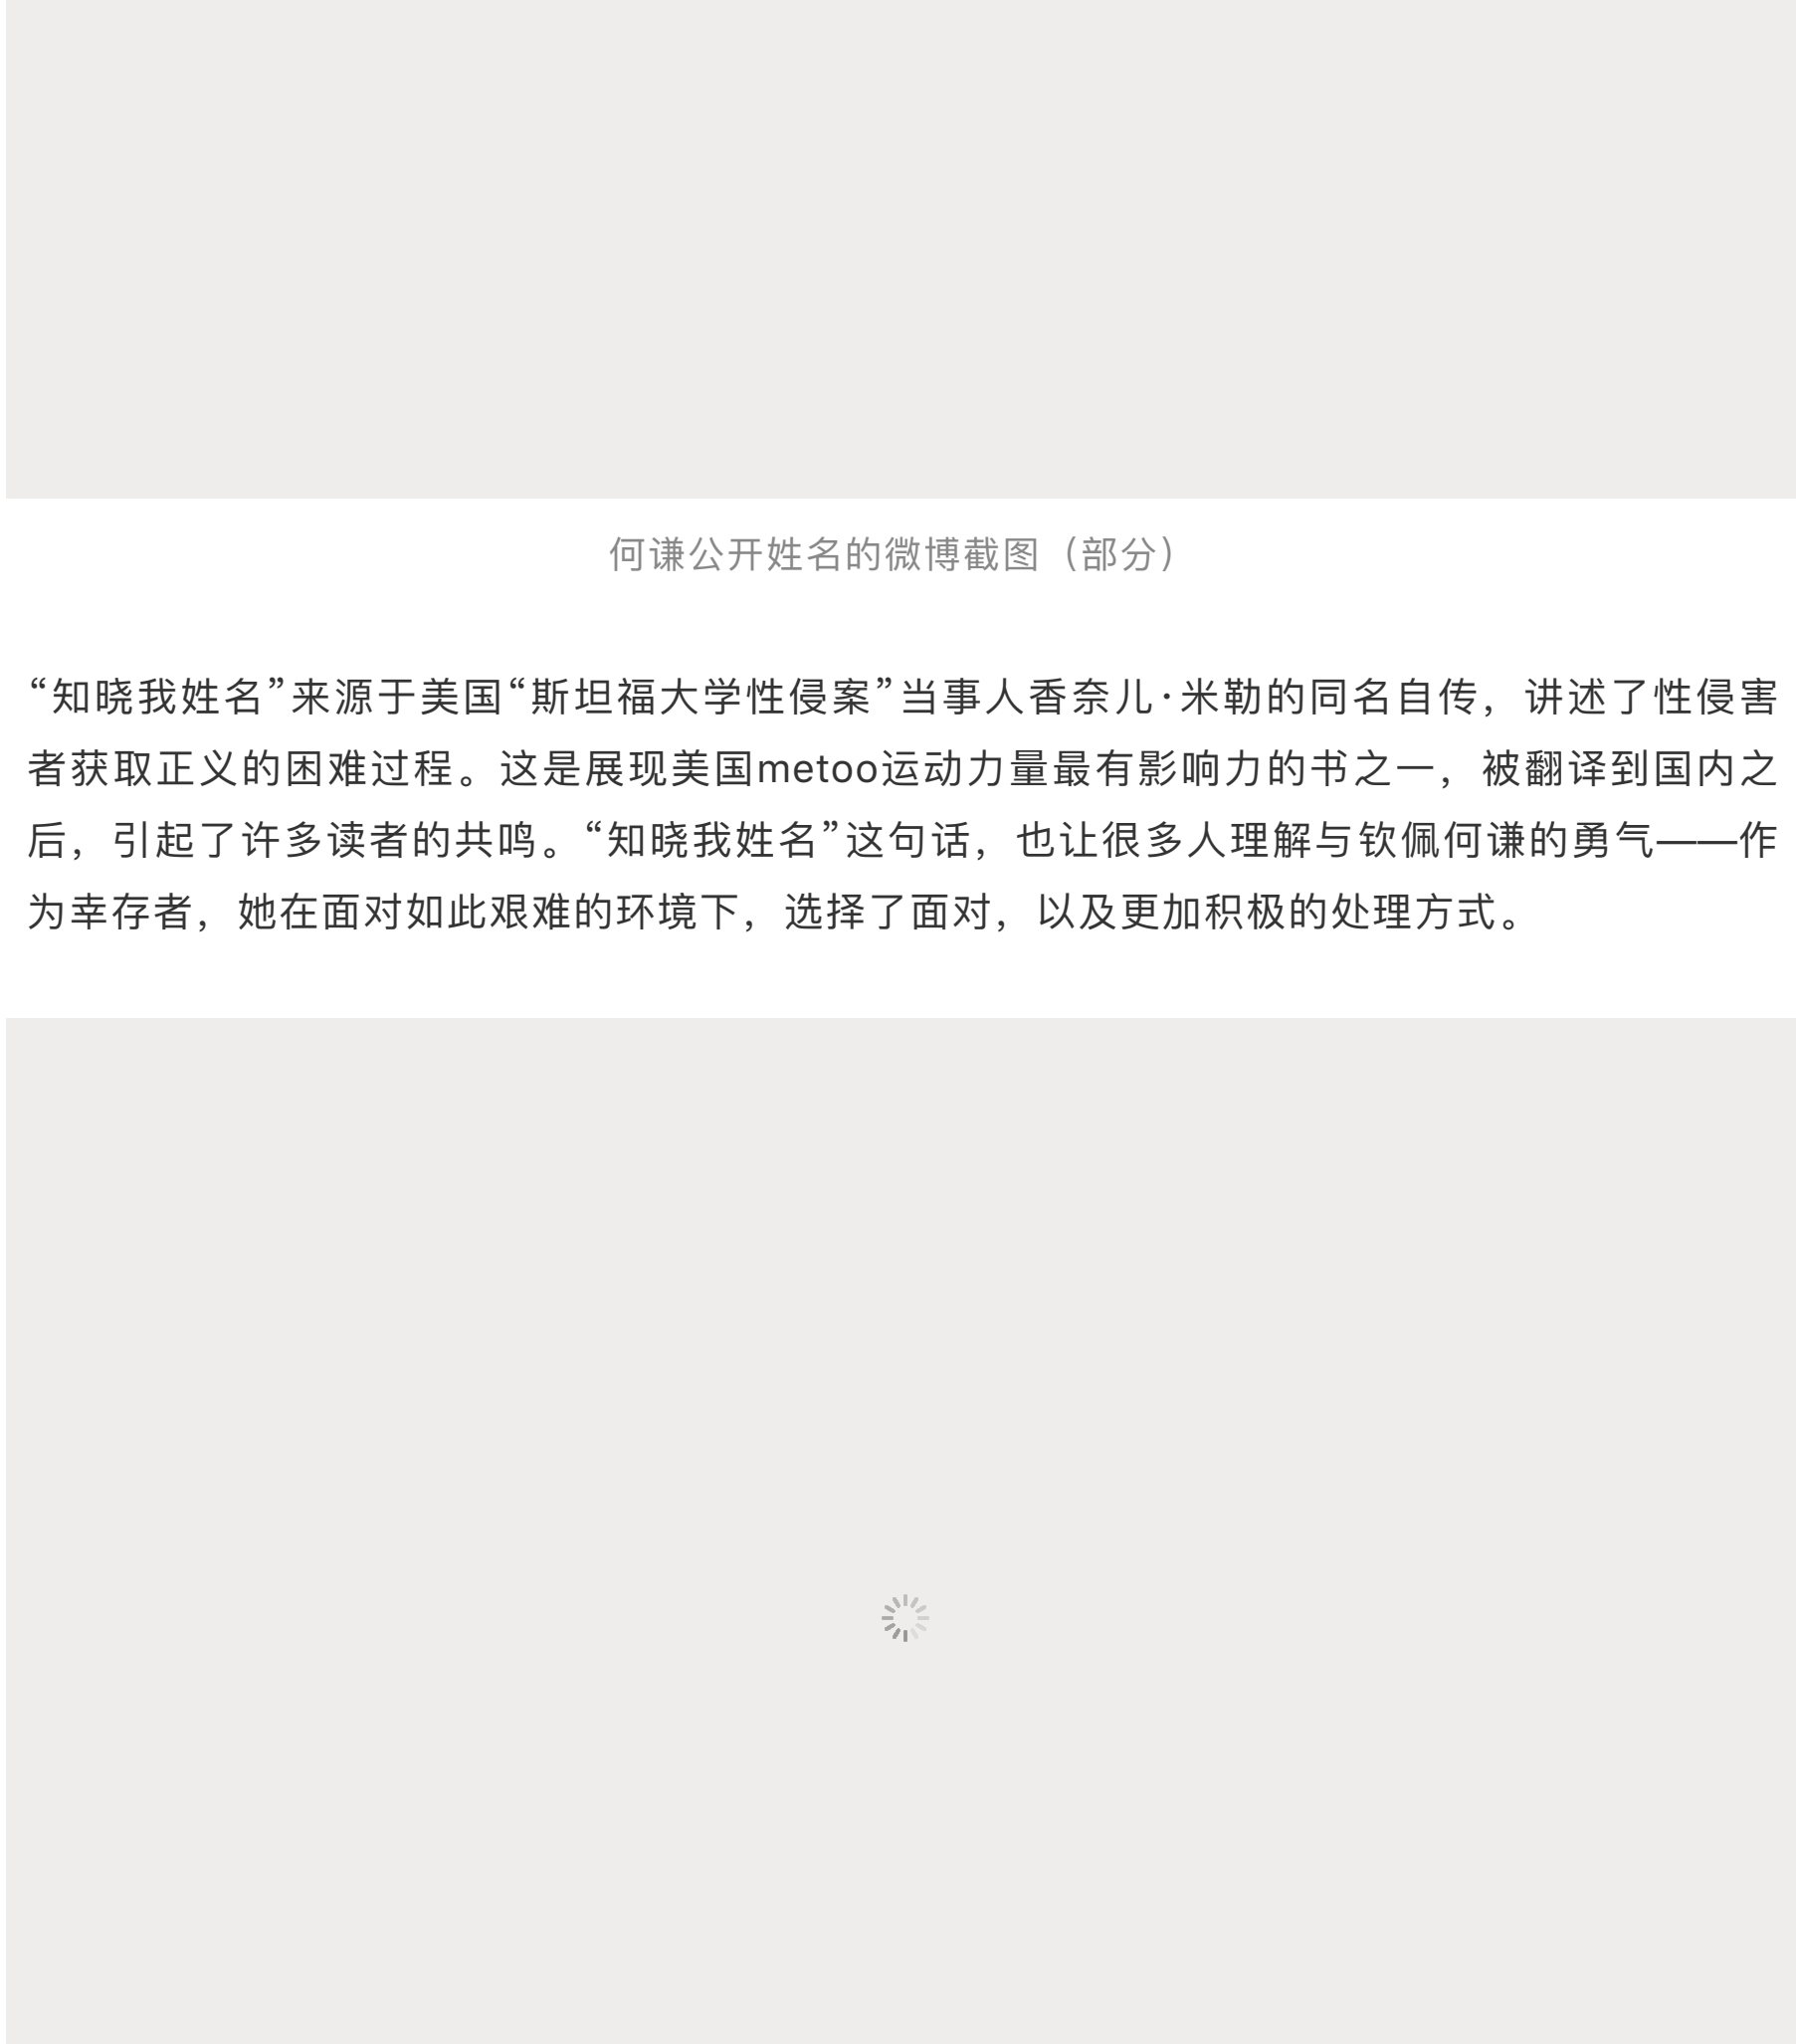 何谦公开姓名的微博截图（部分）
“知晓我姓名”来源于美国“斯坦福大学性侵案”当事人香奈儿·米勒的同名自传，讲述了性侵害
者获取正义的困难过程。这是展现美国metoo运动力量最有影响力的书之一，被翻译到国内之
后，引起了许多读者的共鸣。“知晓我姓名”这句话，也让很多人理解与钦佩何谦的勇气——作
为幸存者，她在面对如此艰难的环境下，选择了面对，以及更加积极的处理方式。